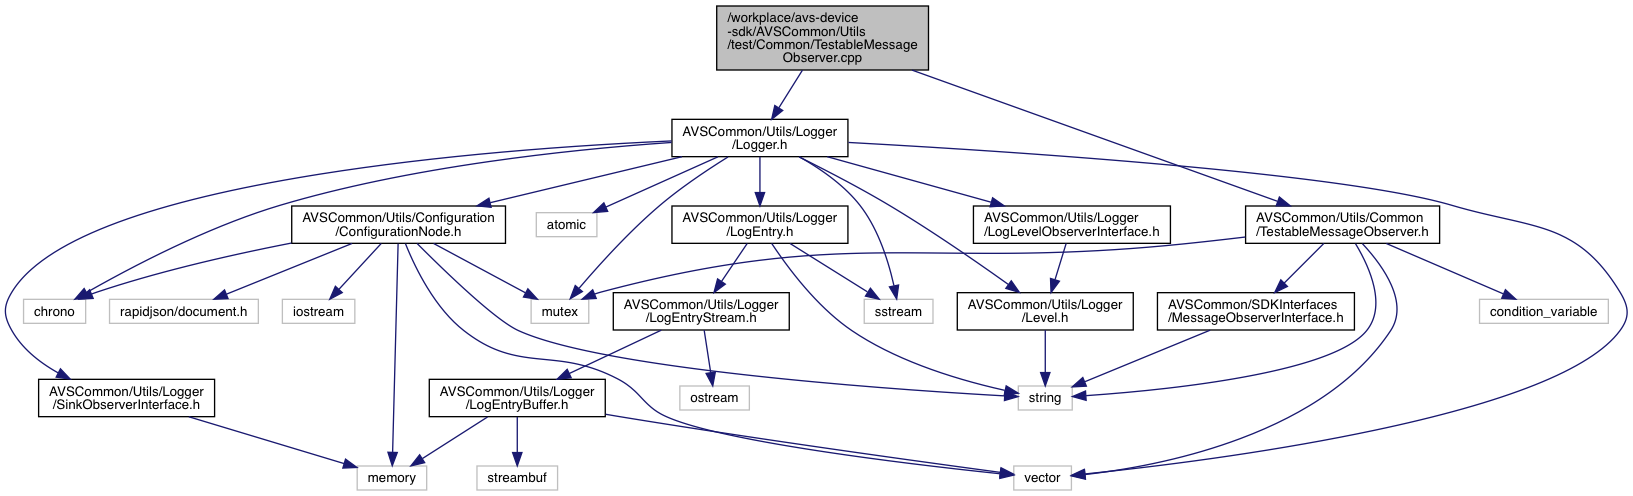 /workplace/avs-device
-sdk/AVSCommon/Utils
/test/Common/TestableMessage
Observer.cpp
AVSCommon/Utils/Logger
/Logger.h
AVSCommon/Utils/Configuration
/ConfigurationNode.h
atomic
AVSCommon/Utils/Logger
/LogEntry.h
AVSCommon/Utils/Logger
/LogLevelObserverInterface.h
AVSCommon/Utils/Common
/TestableMessageObserver.h
chrono
rapidjson/document.h
iostream
mutex
AVSCommon/Utils/Logger
/LogEntryStream.h
sstream
AVSCommon/Utils/Logger
/Level.h
AVSCommon/SDKInterfaces
/MessageObserverInterface.h
condition_variable
AVSCommon/Utils/Logger
/SinkObserverInterface.h
AVSCommon/Utils/Logger
/LogEntryBuffer.h
ostream
string
memory
streambuf
vector